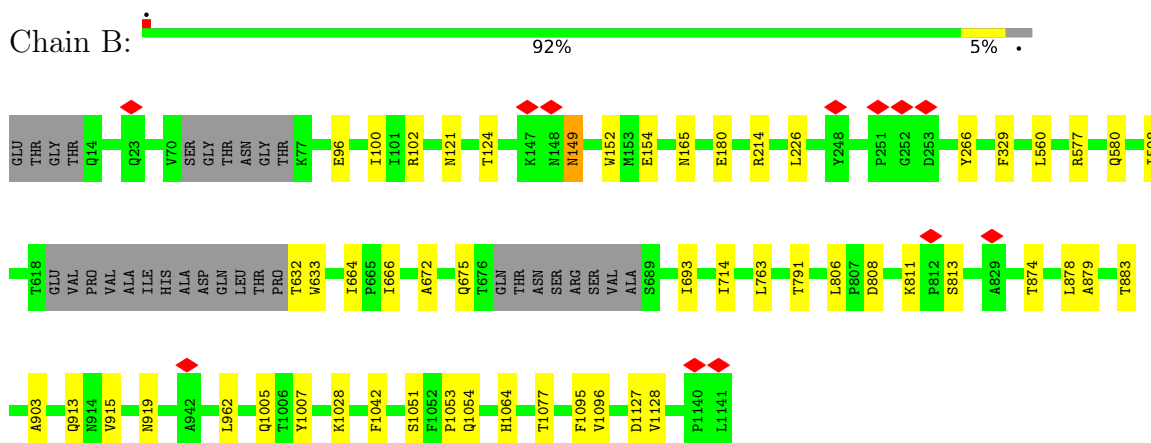 Chain B:
92% 5%
GLU THR GLY THR Q14 Q23 V70 SER GLY THR ASN GLY THR K77 E96 I100 I101 R102 N121 T124 K147 N148 N149 W152 M153 E154 N165 E180 R214 L226 Y248 P251 G252 D253 Y266 F329 L560 R577 Q580
T618 GLU VAL PRO VAL ALA ILE HIS ALA ASP GLN LEU THR PRO T632 W633 I664 P665 I666 A672 Q675 T676 GLN THR ASN SER ARG SER VAL ALA S689 I693 I714 L763 T791 L806 P807 D808 K811 P812 S813 A829 T874 L878 A879 T883
A903 Q913 N914 V915 N919 A942 L962 Q1005 T1006 Y1007 K1028 F1042 S1051 F1052 P1053 Q1054 H1064 T1077 F1095 V1096 D1127 V1128 P1140 L1141